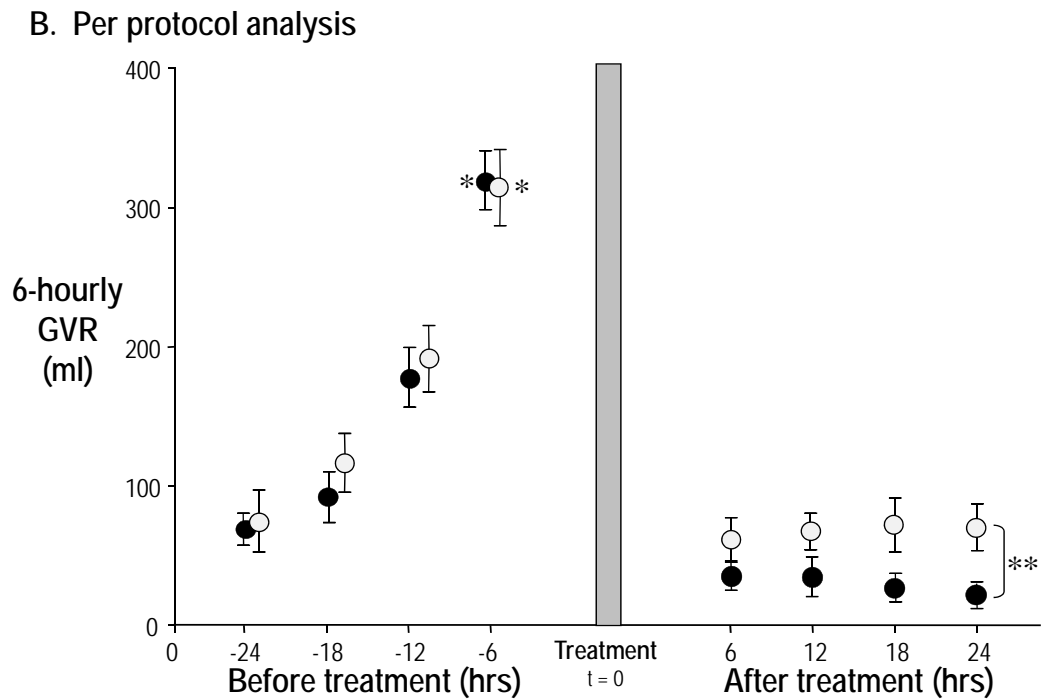 B. Per protocol analysis
400
300
200
100
0
6-hourly
GVR
(ml)
*
*
**
0 -24 -18 -12 -6 Treatment 6 12 18 24
t = 0
Before treatment (hrs) After treatment (hrs)